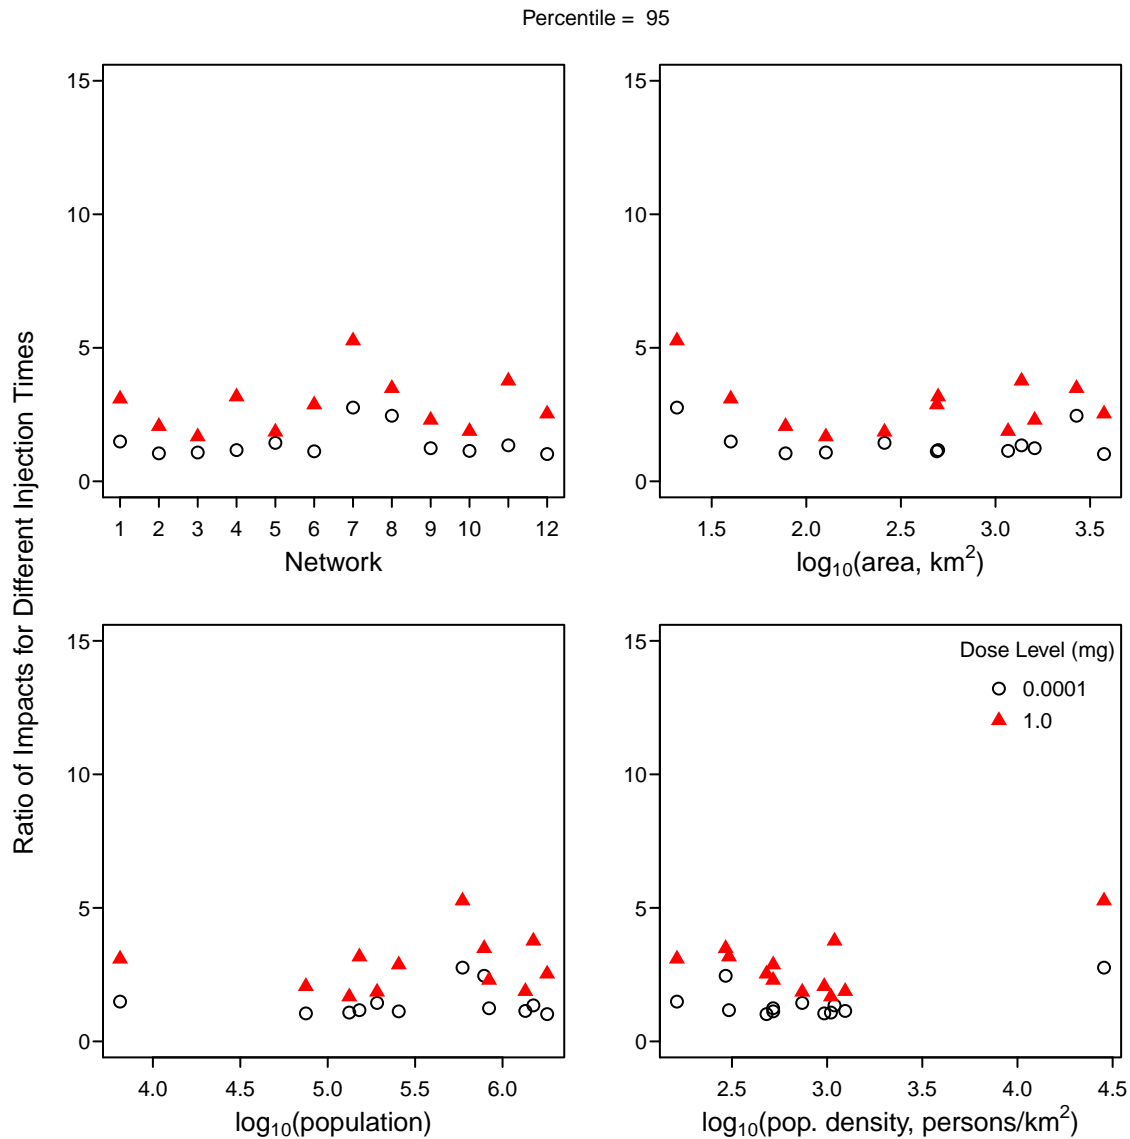 Percentile = 95
Ratio of Impacts for Different Injection Times
15
10
5
0
1 2 3 4 5 6 7 8 9 10 12
Network
15
10
5
0
1.5 2.0 2.5 3.0 3.5
log₁₀(area, km²)
15
10
5
0
4.0 4.5 5.0 5.5 6.0
log₁₀(population)
15
10
5
0
Dose Level (mg)
0.0001
1.0
2.5 3.0 3.5 4.0 4.5
log₁₀(pop. density, persons/km²)